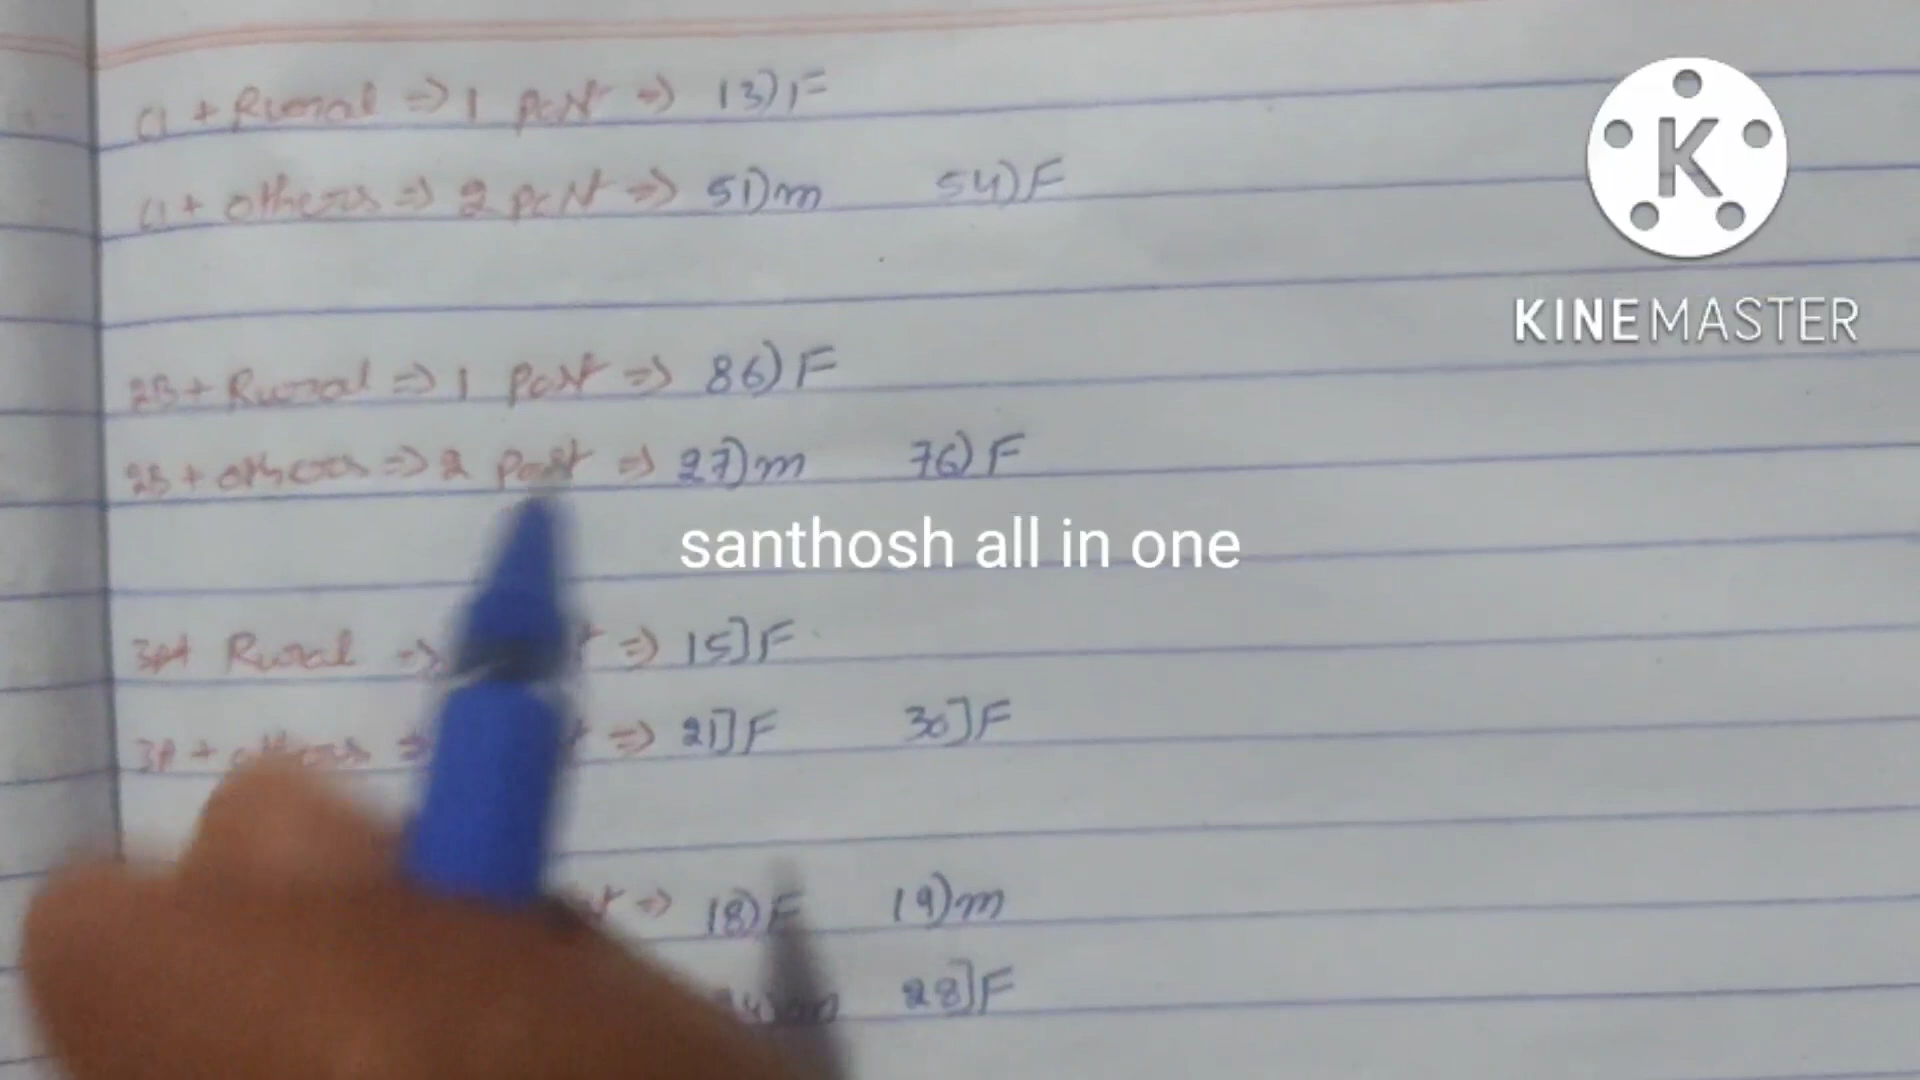 C1 + Rural => 1 Post => 13) F
C1 + others => 2 Post => 51) m 54) F
KINEMASTER
2B + Rural => 1 Post => 86) F
2B + others => 2 Post => 27) m 76) F
santhosh all in one
3A+ Rural => => 15] F
3A + others => => 21] F 30] F
=> 18) F 19) m
28] F